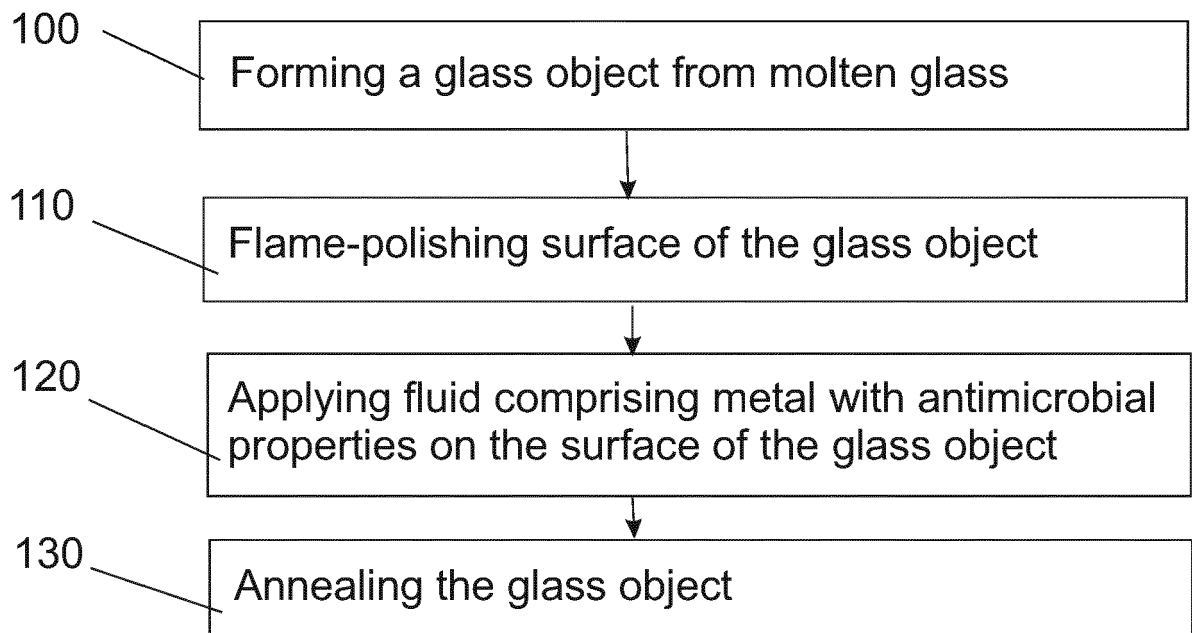 100
Forming a glass object from molten glass
110
Flame-polishing surface of the glass object
120
Applying fluid comprising metal with antimicrobial
properties on the surface of the glass object
130
Annealing the glass object